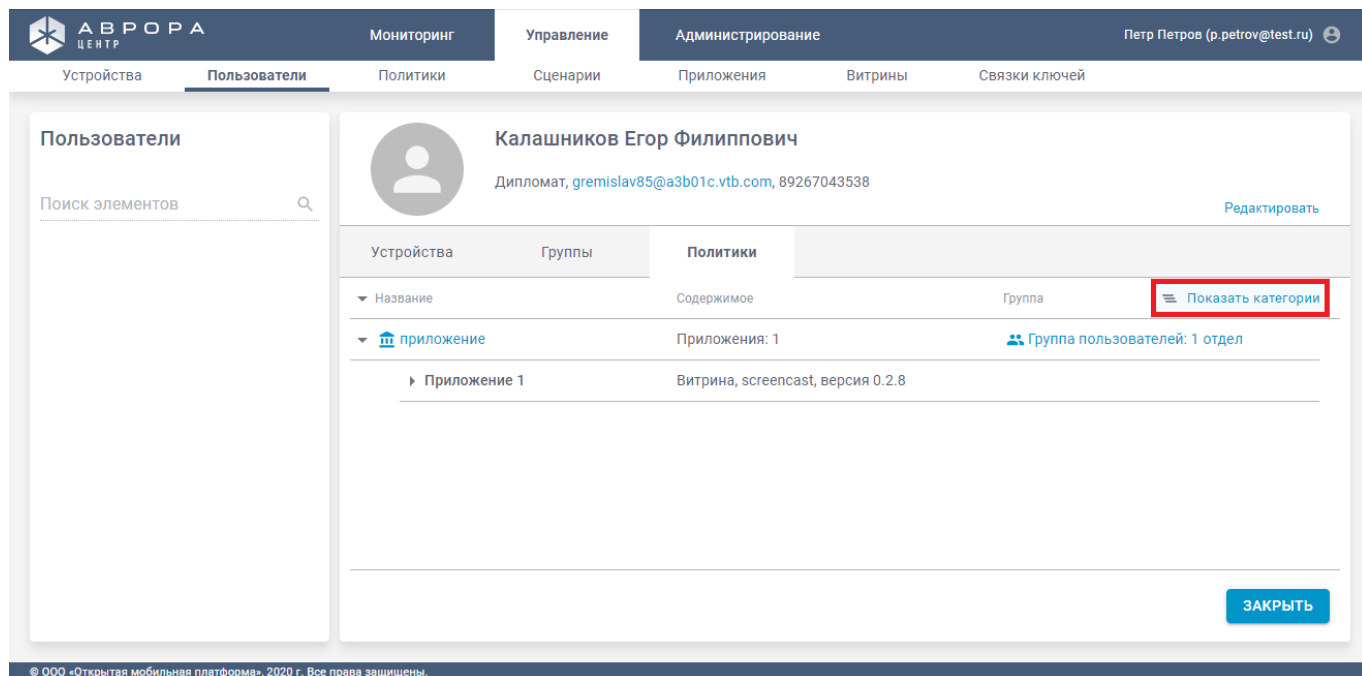 АВРОРА
ЦЕНТР
Мониторинг Управление Администрирование Петр Петров (p.petrov@test.ru)
Устройства Пользователи Политики Сценарии Приложения Витрины Связки ключей
Пользователи
Поиск элементов
Калашников Егор Филиппович
Дипломат, gremislav85@a3b01c.vtb.com, 89267043538
Редактировать
Устройства Группы Политики
Название Содержимое Группа Показать категории
приложение Приложения: 1 Группа пользователей: 1 отдел
Приложение 1 Витрина, screencast, версия 0.2.8
ЗАКРЫТЬ
© ООО «Открытая мобильная платформа», 2020 г. Все права защищены.